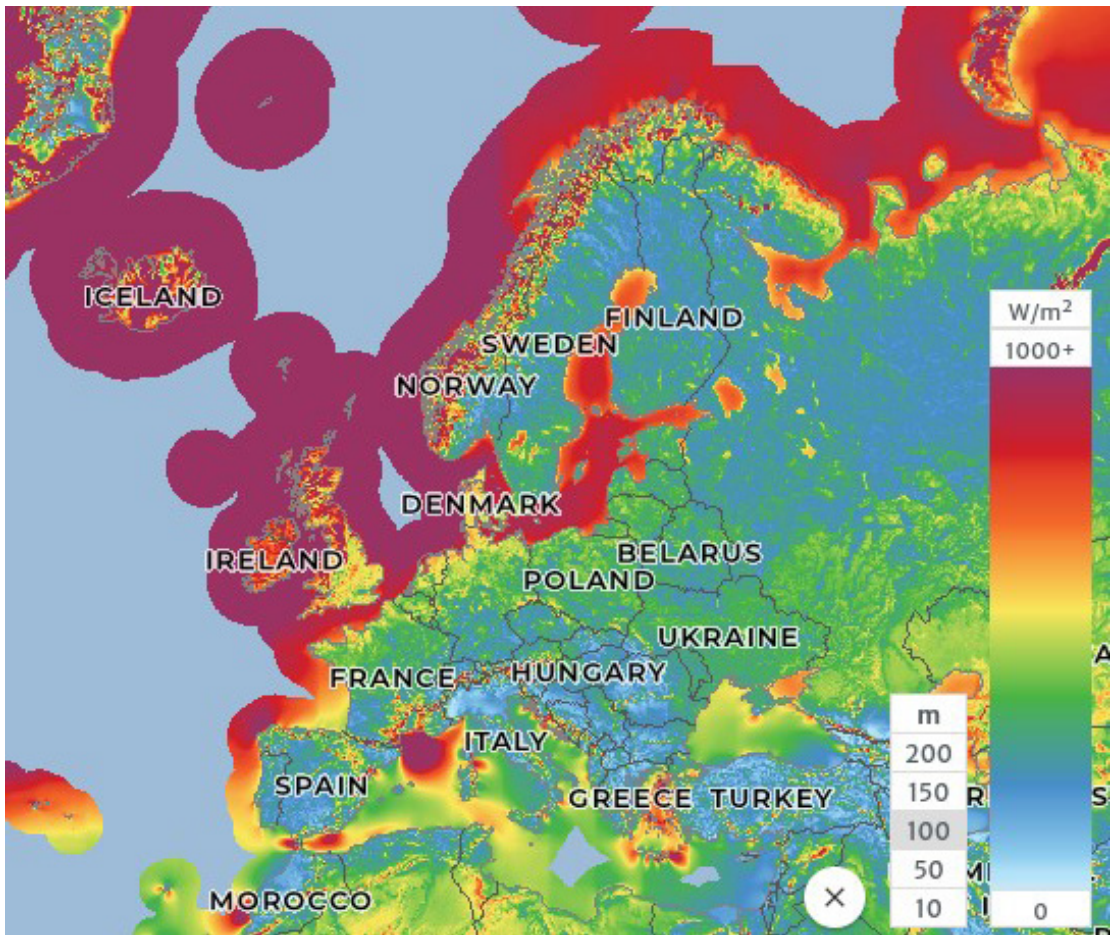 ICELAND
FINLAND
SWEDEN
NORWAY
DENMARK
IRELAND
BELARUS
POLAND
UKRAINE
HUNGARY
FRANCE
ITALY
SPAIN
GREECE
TURKEY
MOROCCO
W/m²
1000+
0
m
200
150
100
50
10